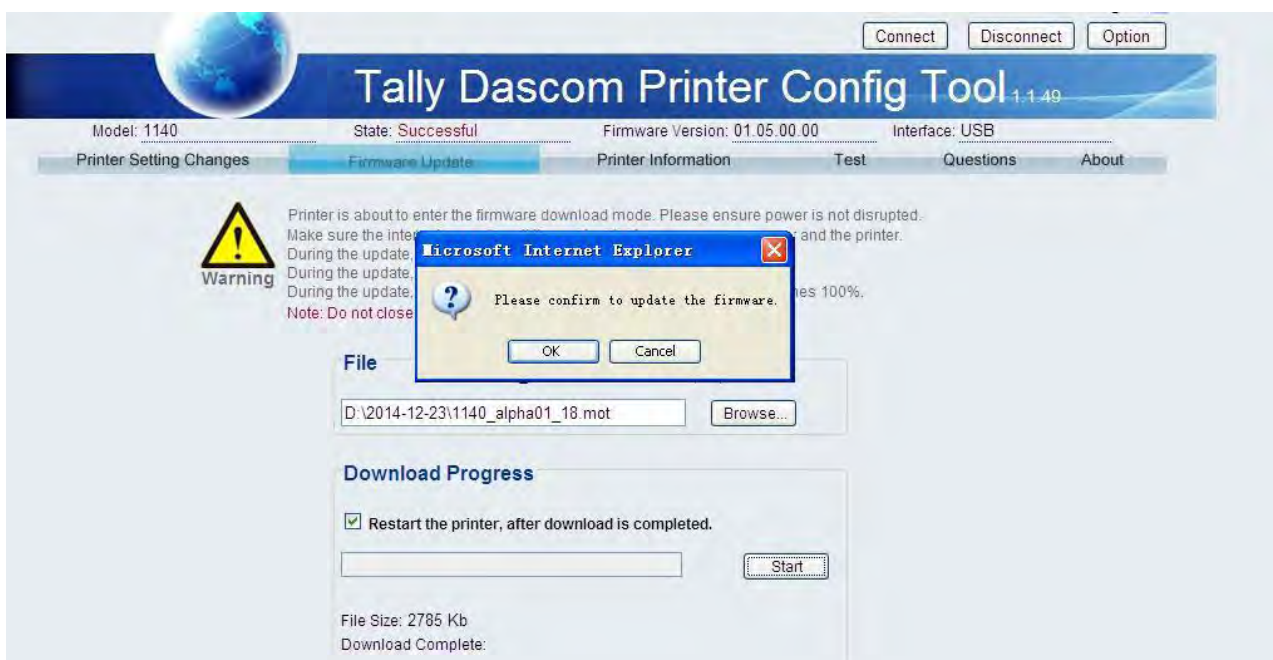 Connect Disconnect Option
Tally Dascom Printer Config Tool 1.1.49
Model: 1140 State: Successful Firmware Version: 01.05.00.00 Interface: USB
Printer Setting Changes Firmware Update Printer Information Test Questions About
Printer is about to enter the firmware download mode. Please ensure power is not disrupted.
Make sure the and the printer.
During the update,
During the update,
During the update, 100%.
Note: Do not close
Warning
Microsoft Internet Explorer
Please confirm to update the firmware.
OK Cancel
File
D:\2014-12-23\1140_alpha01_18.mot Browse...
Download Progress
Restart the printer, after download is completed.
Start
File Size: 2785 Kb
Download Complete: